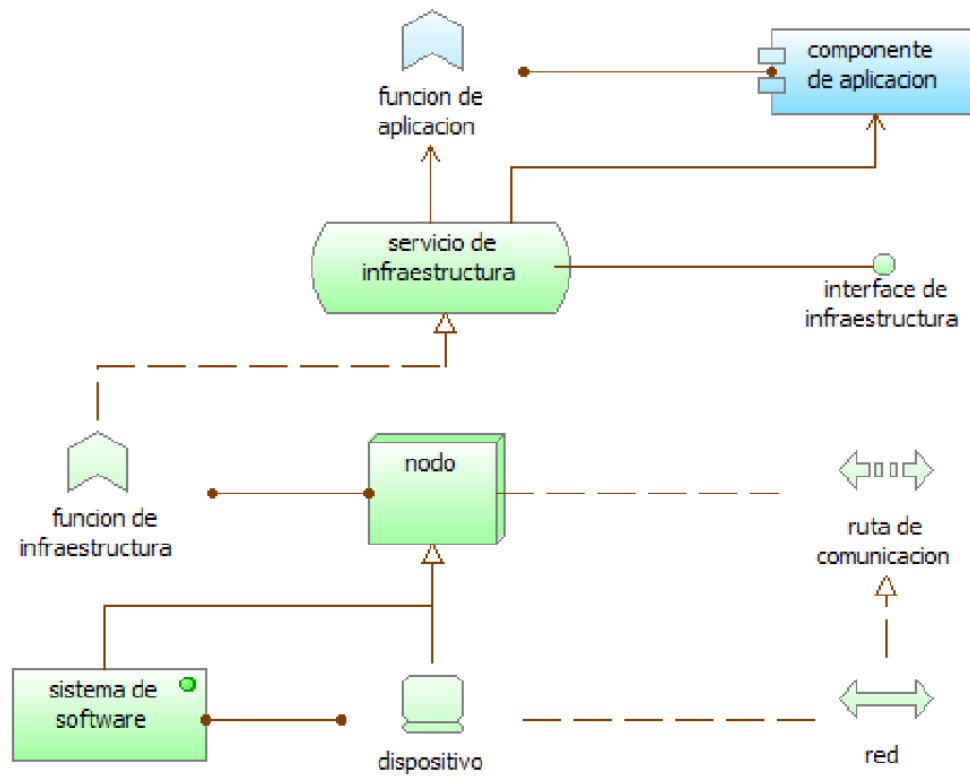 componente
de aplicacion
funcion de
aplicacion
servicio de
infraestructura
interface de
infraestructura
nodo
funcion de
infraestructura
ruta de
comunicacion
sistema de
software
dispositivo
red